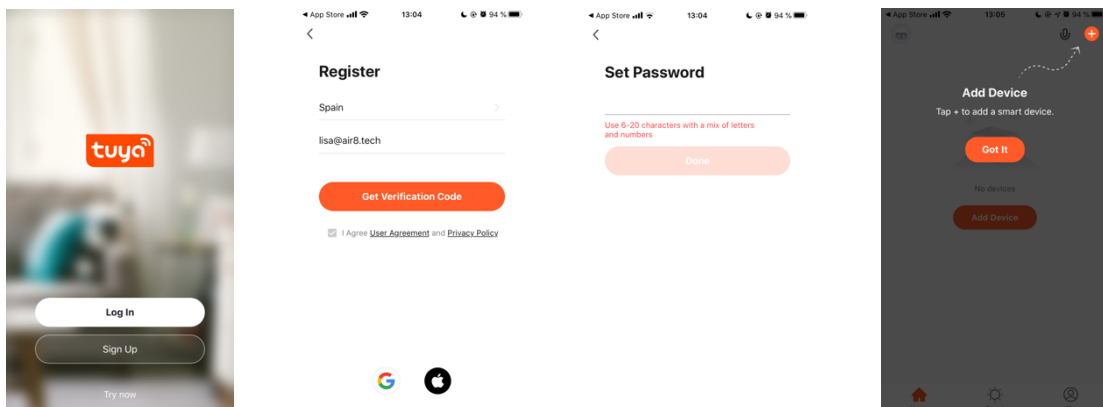 tuya
Log In
Sign Up
Try now
App Store 13:04 94 %
Register
Spain
lisa@air8.tech
Get Verification Code
I Agree User Agreement and Privacy Policy
App Store 13:04 94 %
Set Password
Use 6-20 characters with a mix of letters
and numbers
Done
App Store 13:05 94 %
Add Device
Tap + to add a smart device.
Got It
No devices
Add Device